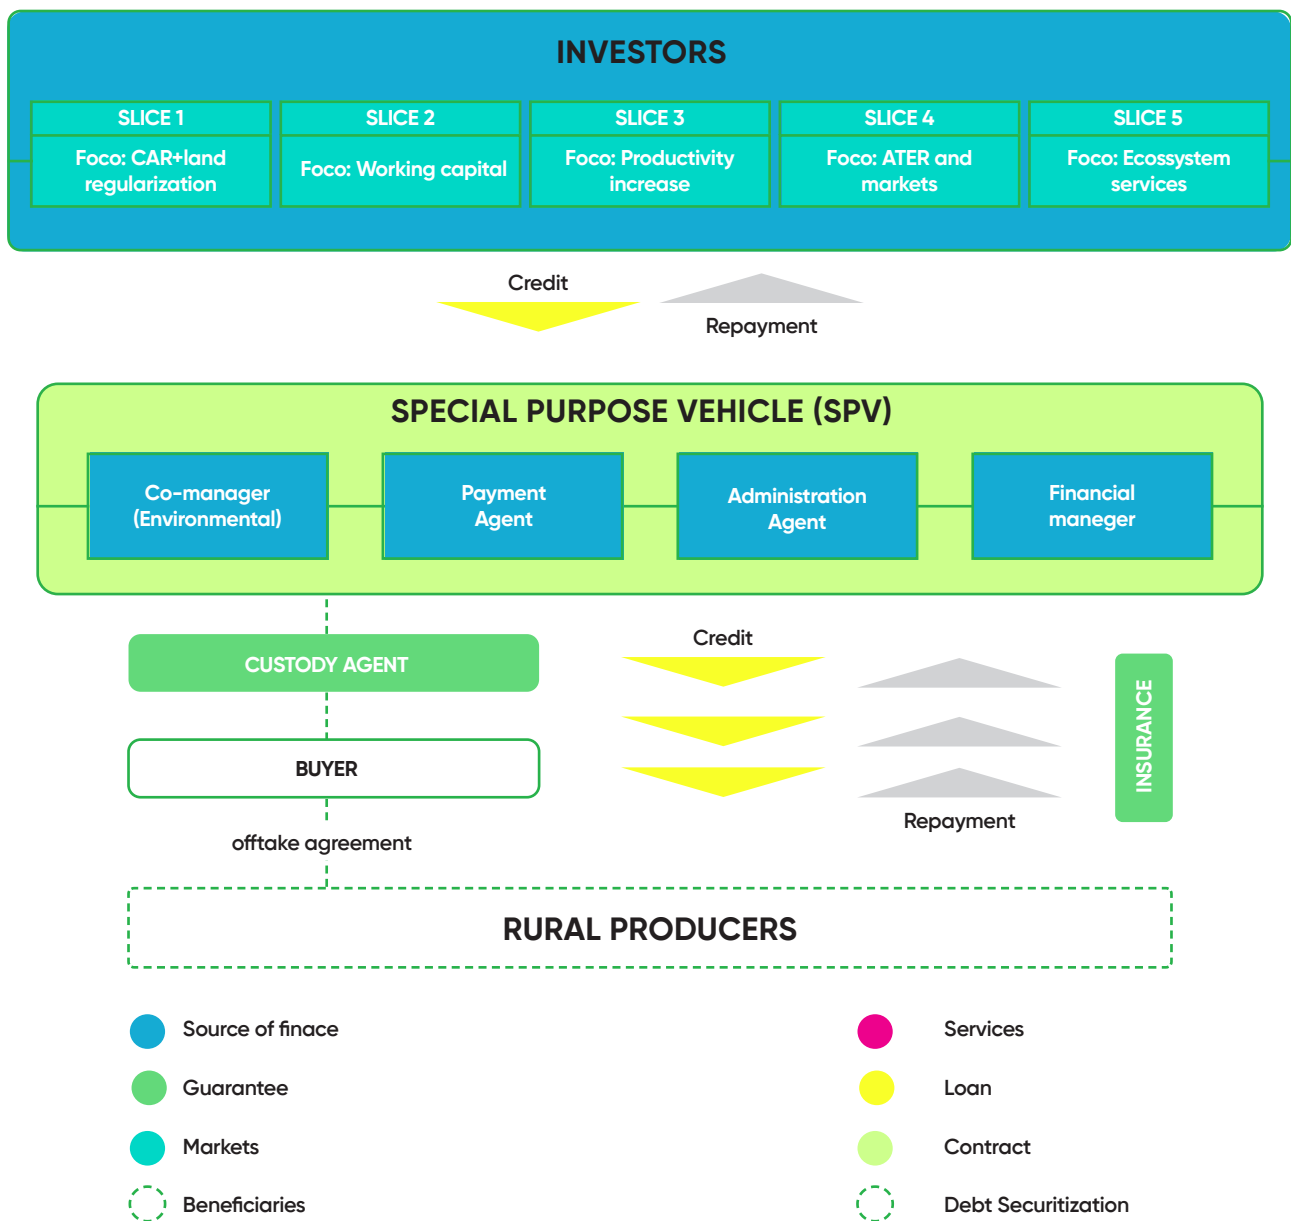 INVESTORS
SLICE 1
Foco: CAR+land
regularization
SLICE 2
Foco: Working capital
SLICE 3
Foco: Productivity
increase
SLICE 4
Foco: ATER and
markets
SLICE 5
Foco: Ecossystem
services
Credit
Repayment
SPECIAL PURPOSE VEHICLE (SPV)
Co-manager
(Environmental)
Payment
Agent
Administration
Agent
Financial
maneger
CUSTODY AGENT
BUYER
offtake agreement
Credit
Repayment
INSURANCE
RURAL PRODUCERS
Source of finace
Guarantee
Markets
Beneficiaries
Services
Loan
Contract
Debt Securitization